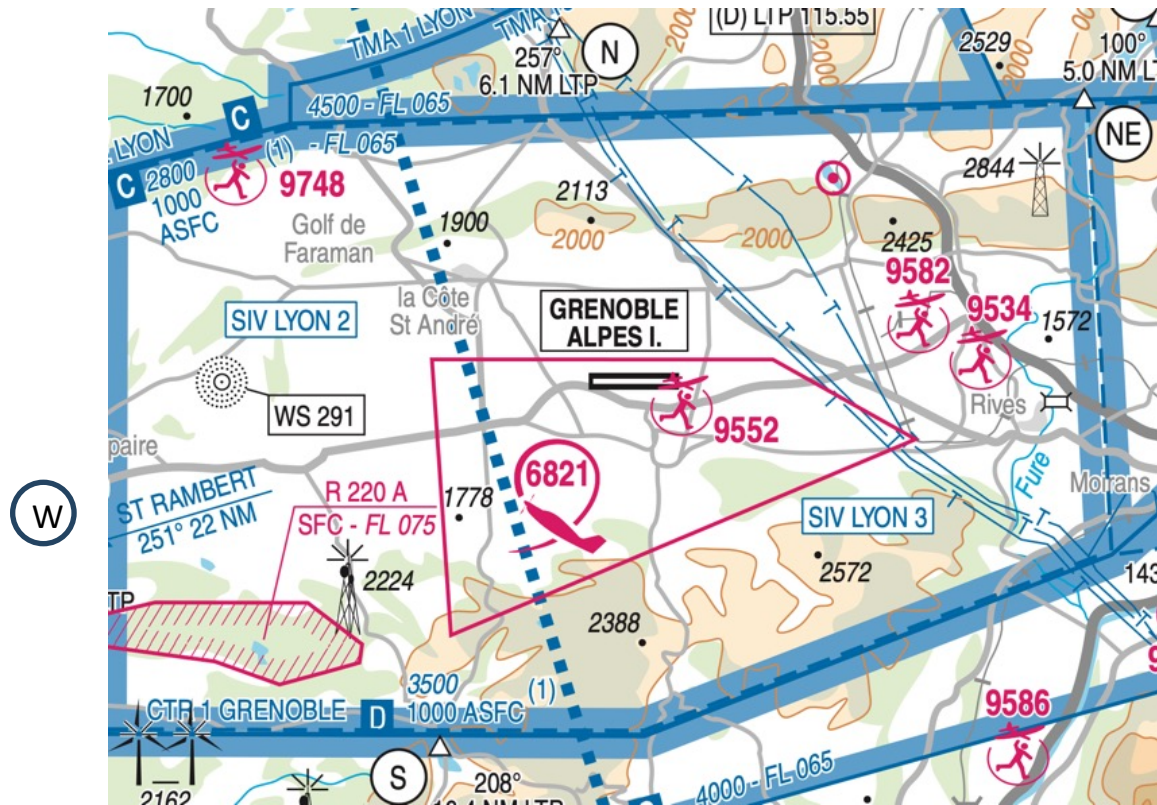 (D) LTP 115.55
TMA 1 LYON
TMA
N
257°
6.1 NM LTP
2000
2000
2529
2000
100°
5.0 NM
NE
1700
C
4500 - FL 065
LYON
(1) - FL 065
C
2800
1000
ASFC
9748
Golf de
Faraman
1900
2113
2000
2000
2844
2425
9582
9534
1572
la Côte
St André
SIV LYON 2
GRENOBLE
ALPES I.
WS 291
9552
Rives
paire
W
ST RAMBERT
251° 22 NM
R 220 A
SFC - FL 075
6821
1778
Fure
Moirans
SIV LYON 3
2224
2572
143
TP
2388
9
3500
(1)
CTR 1 GRENOBLE
D
1000 ASFC
9586
S
208°
4000 - FL 065
2162